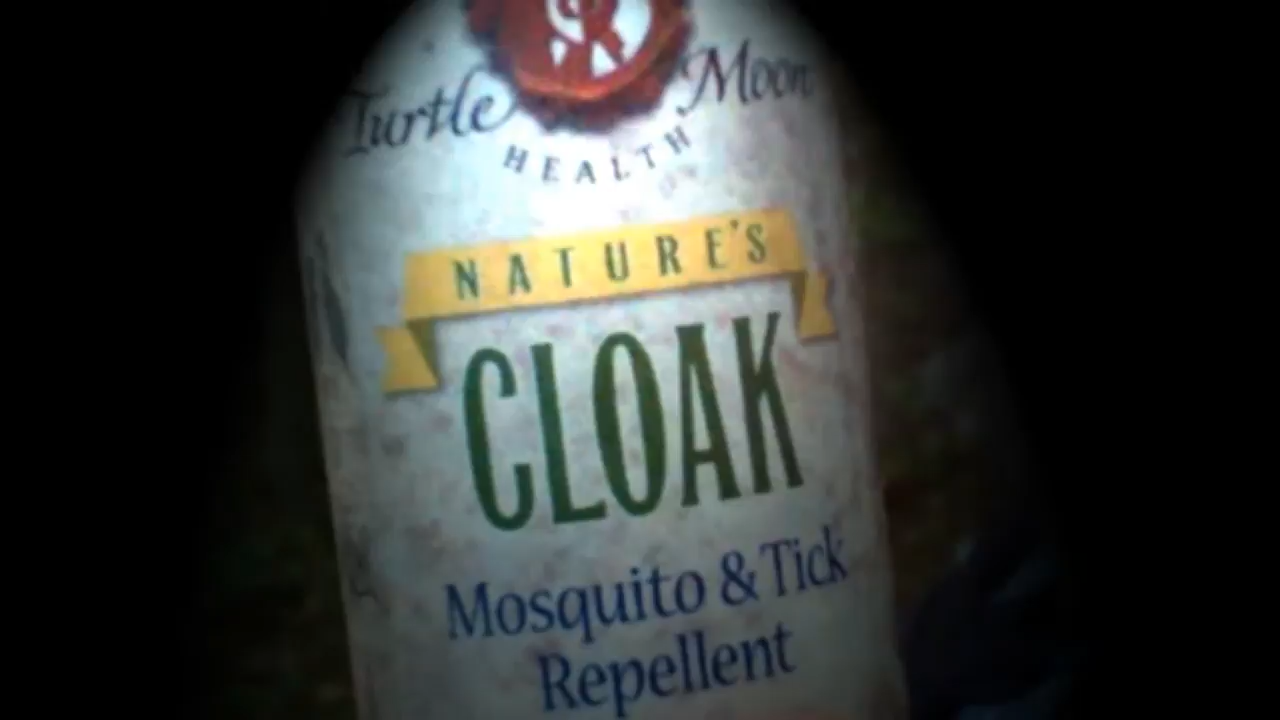 Turtle Moon
HEALTH
NATURE'S
CLOAK
Mosquito & Tick
Repellent